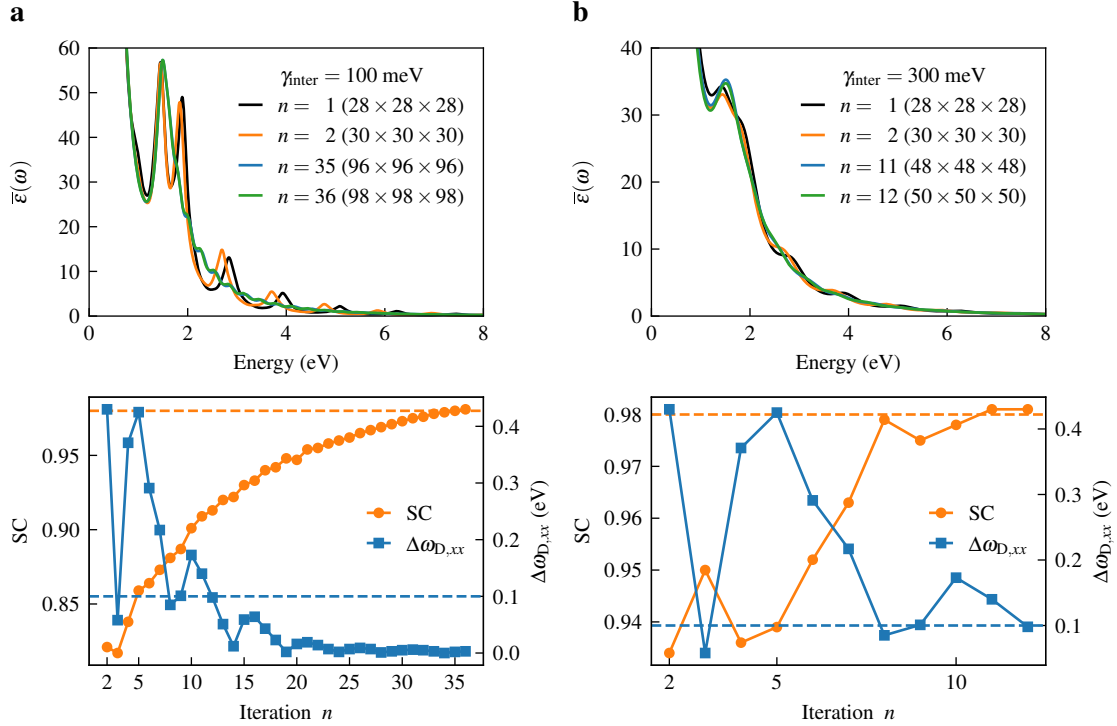 a
60
50
40
30
20
10
0
ε̅(ω)
γinter = 100 meV
n = 1 (28 × 28 × 28)
n = 2 (30 × 30 × 30)
n = 35 (96 × 96 × 96)
n = 36 (98 × 98 × 98)
0 2 4 6 8
Energy (eV)
b
40
30
20
10
0
ε̅(ω)
γinter = 300 meV
n = 1 (28 × 28 × 28)
n = 2 (30 × 30 × 30)
n = 11 (48 × 48 × 48)
n = 12 (50 × 50 × 50)
0 2 4 6 8
Energy (eV)
0.95
0.90
0.85
SC
SC
ΔωD,xx
0.4
0.3
0.2
0.1
0.0
ΔωD,xx (eV)
2 5 10 15 20 25 30 35
Iteration n
0.98
0.97
0.96
0.95
0.94
SC
SC
ΔωD,xx
0.4
0.3
0.2
0.1
ΔωD,xx (eV)
2 5 10
Iteration n